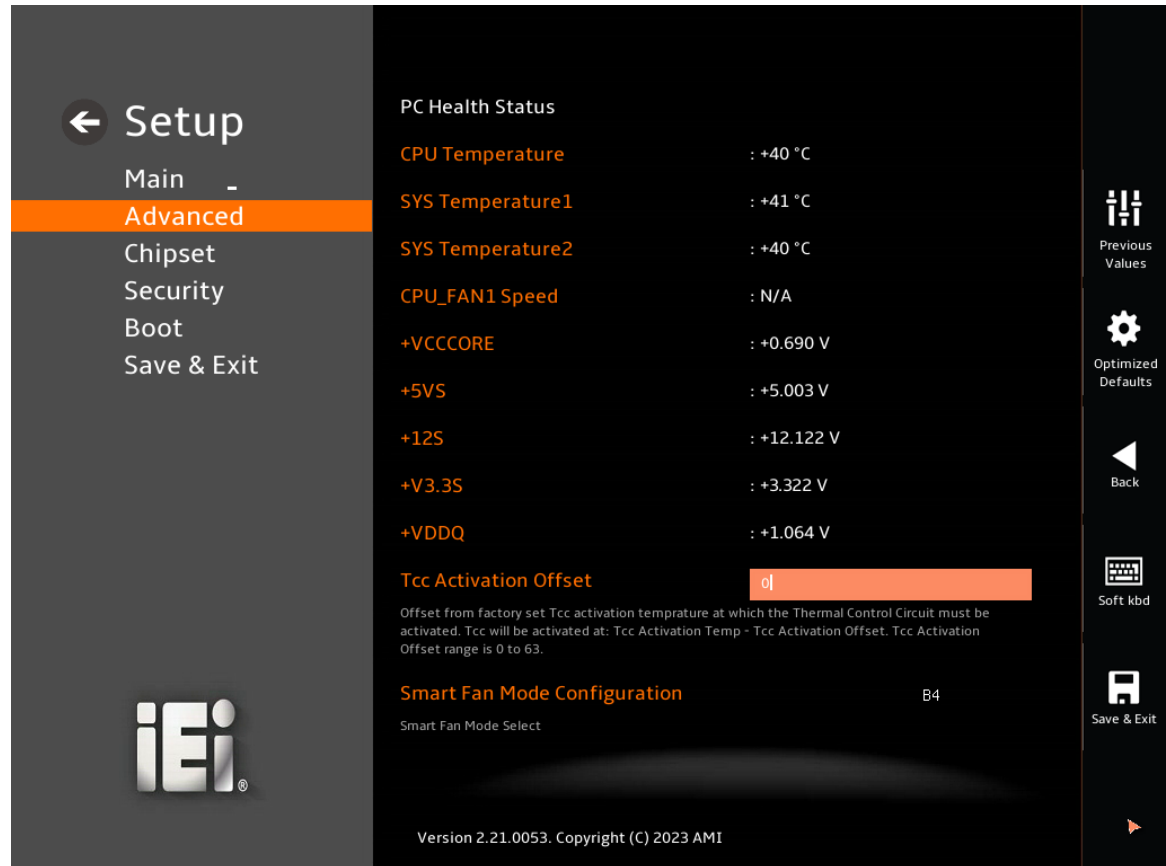 Setup
Main
Advanced
Chipset
Security
Boot
Save & Exit
iEi®
PC Health Status
CPU Temperature : +40 °C
SYS Temperature1 : +41 °C
SYS Temperature2 : +40 °C
CPU_FAN1 Speed : N/A
+VCCCORE : +0.690 V
+5VS : +5.003 V
+12S : +12.122 V
+V3.3S : +3.322 V
+VDDQ : +1.064 V
Tcc Activation Offset 0
Offset from factory set Tcc activation temprature at which the Thermal Control Circuit must be
activated. Tcc will be activated at: Tcc Activation Temp - Tcc Activation Offset. Tcc Activation
Offset range is 0 to 63.
Smart Fan Mode Configuration B4
Smart Fan Mode Select
Version 2.21.0053. Copyright (C) 2023 AMI
Previous
Values
Optimized
Defaults
Back
Soft kbd
Save & Exit